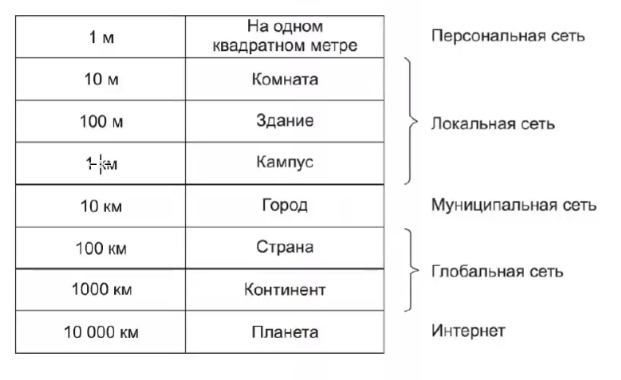 1 м На одном квадратном метре Персональная сеть
10 м Комната
100 м Здание Локальная сеть
1 км Кампус
10 км Город Муниципальная сеть
100 км Страна
Глобальная сеть
1000 км Континент
10 000 км Планета Интернет